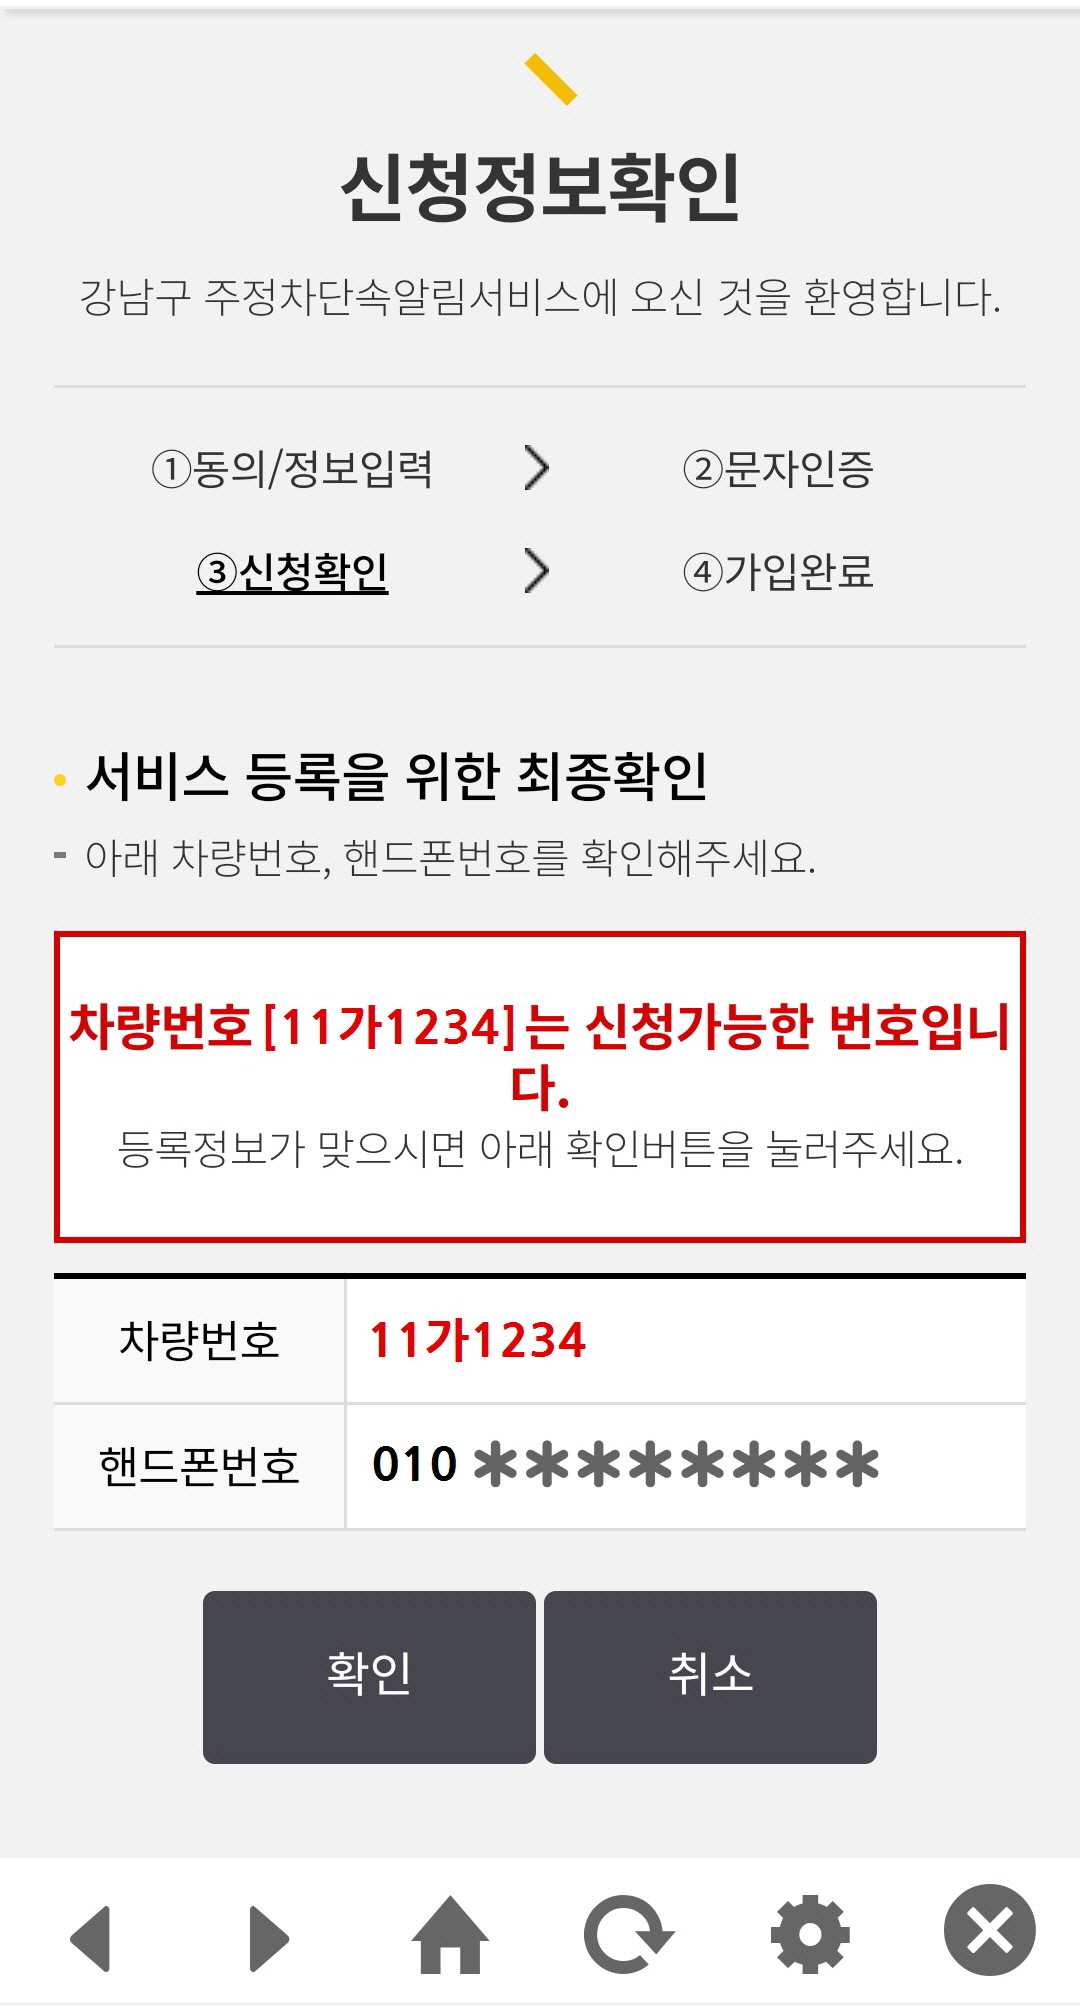 신청정보확인
강남구 주정차단속알림서비스에 오신 것을 환영합니다.
①동의/정보입력 > ②문자인증
③신청확인 > ④가입완료
서비스 등록을 위한 최종확인
- 아래 차량번호, 핸드폰번호를 확인해주세요.
차량번호 [11가1234]는 신청가능한 번호입니
다.
등록정보가 맞으시면 아래 확인버튼을 눌러주세요.
차량번호 11가1234
핸드폰번호 010 ********
확인 취소